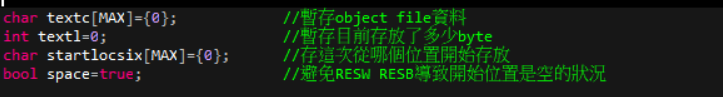 char textc[MAX]={0};             //暫存object file資料
int textl=0;                     //暫存目前存放了多少byte
char startlocsix[MAX]={0};       //存這次從哪個位置開始存放
bool space=true;                 //避免RESW RESB導致開始位置是空的狀況